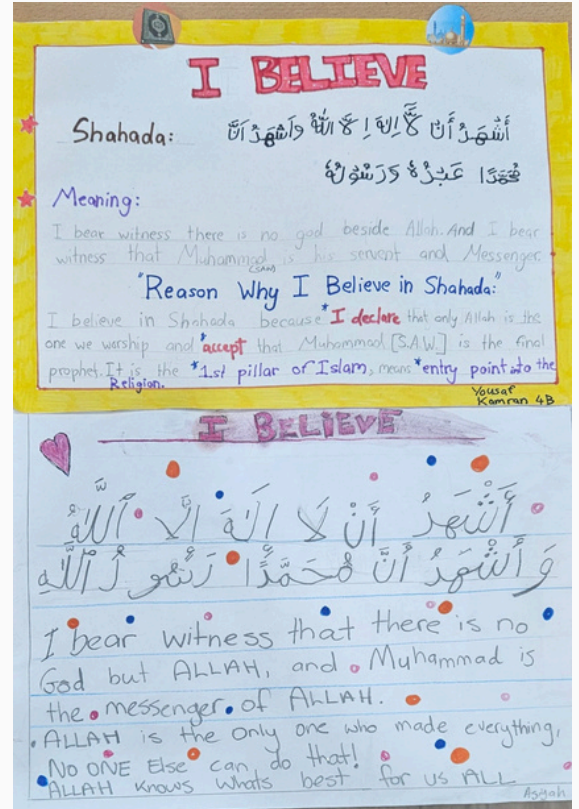 I BELIEVE
Shahada: أَشْهَدُ أَنْ لَّا إِلٰهَ إِلَّا اللهُ وَأَشْهَدُ أَنَّ
مُحَمَّدًا عَبْدُهُ وَرَسُولُهُ
Meaning:
I bear witness there is no god beside Allah. And I bear
witness that Muhammad is his servent and Messenger.
(SAW)
"Reason Why I Believe in Shahada:"
I believe in Shahada because *I declare that only Allah is the
one we worship and *accept that Muhammad [S.A.W.] is the final
prophet. It is the *1st pillar of Islam, means *entry point into the
Religion.
Yousaf
Kamran 4B
I BELIEVE
أَشْهَدُ أَنْ لَا إِلَهَ إِلَّا ٱللَّهُ
وَأَشْهَدُ أَنَّ مُحَمَّدًا رَسُولُ ٱللَّهِ
I bear witness that there is no
God but ALLAH, and Muhammad is
the messenger of ALLAH.
ALLAH is the only one who made everything,
NO ONE Else can do that!
ALLAH Knows whats best for us ALL
Asiyah